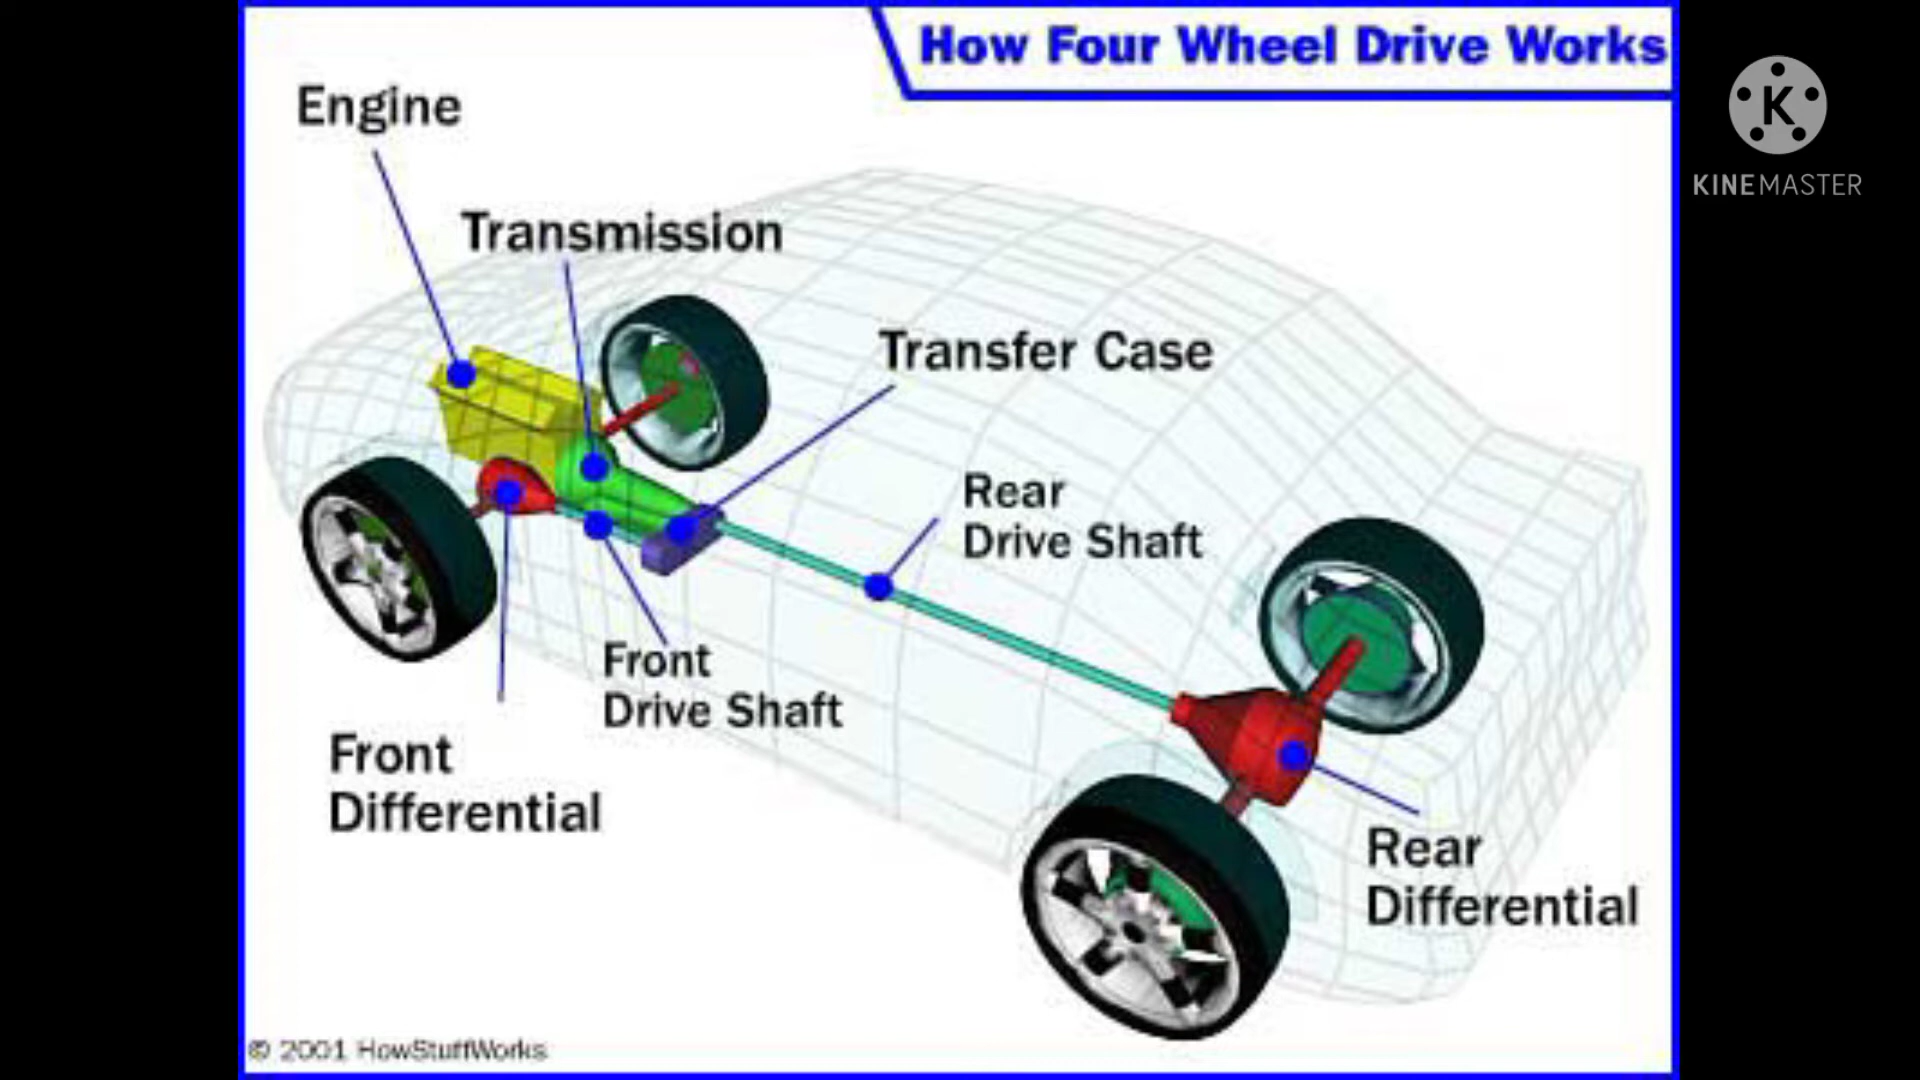 How Four Wheel Drive Works
K
KINEMASTER
Engine
Transmission
Transfer Case
Rear
Drive Shaft
Front
Drive Shaft
Front
Differential
Rear
Differential
© 2001 HowStuffWorks